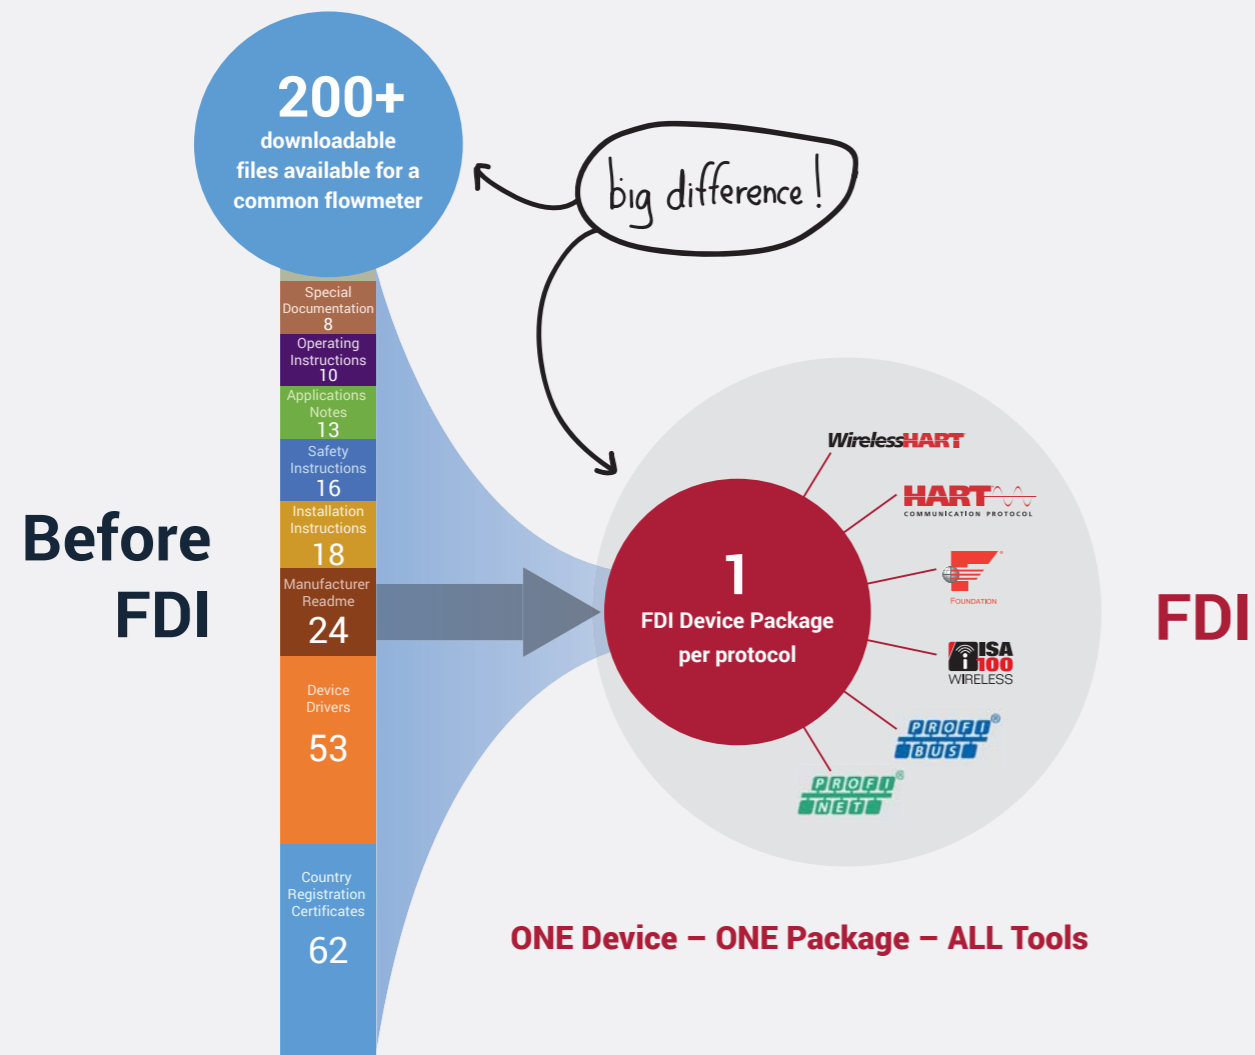 200+
downloadable
files available for a
common flowmeter
big difference!
Special
Documentation
8
Operating
Instructions
10
Applications
Notes
13
Safety
Instructions
16
Installation
Instructions
18
Manufacturer
Readme
24
Device
Drivers
53
Country
Registration
Certificates
62
Before
FDI
1
FDI Device Package
per protocol
WirelessHART
HART
COMMUNICATION PROTOCOL
F
FOUNDATION
ISA
100
WIRELESS
PROFI®
BUS
PROFI®
NET
FDI
ONE Device – ONE Package – ALL Tools